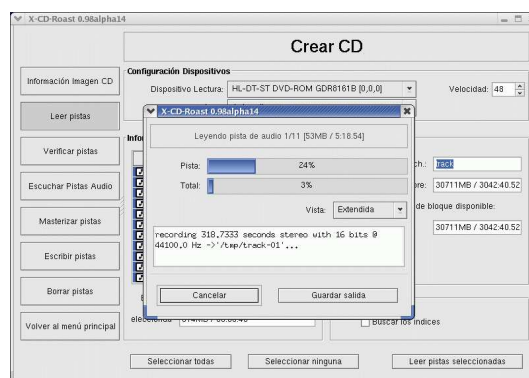 X-CD-Roast 0.98alpha14
Crear CD
Configuración Dispositivos
Dispositivo Lectura: HL-DT-ST DVD-ROM GDR8161B [0,0,0]
Velocidad: 48
Información Imagen CD
Leer pistas
Verificar pistas
Escuchar Pistas Audio
Masterizar pistas
Escribir pistas
Borrar pistas
Volver al menú principal
X-CD-Roast 0.98alpha14
Leyendo pista de audio 1/11 [53MB / 5:18.54]
Pista: 24%
Total: 3%
Vista: Extendida
recording 318.7333 seconds stereo with 16 bits @
44100.0 Hz ->'/tmp/track-01'...
Cancelar
Guardar salida
track
30711MB / 3042:40.52
de bloque disponible:
30711MB / 3042:40.52
Buscar los índices
Seleccionar todas
Seleccionar ninguna
Leer pistas seleccionadas